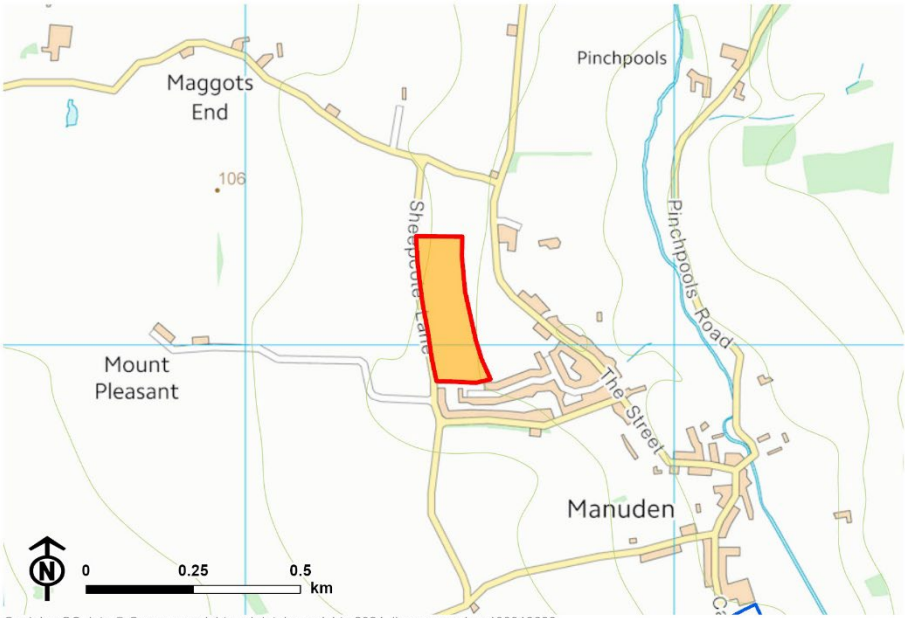 Pinchpools
Maggots
End
106
Sheepcote Lane
Pinchpools Road
Mount
Pleasant
The Street
Manuden
Ca
N
0 0.25 0.5
km